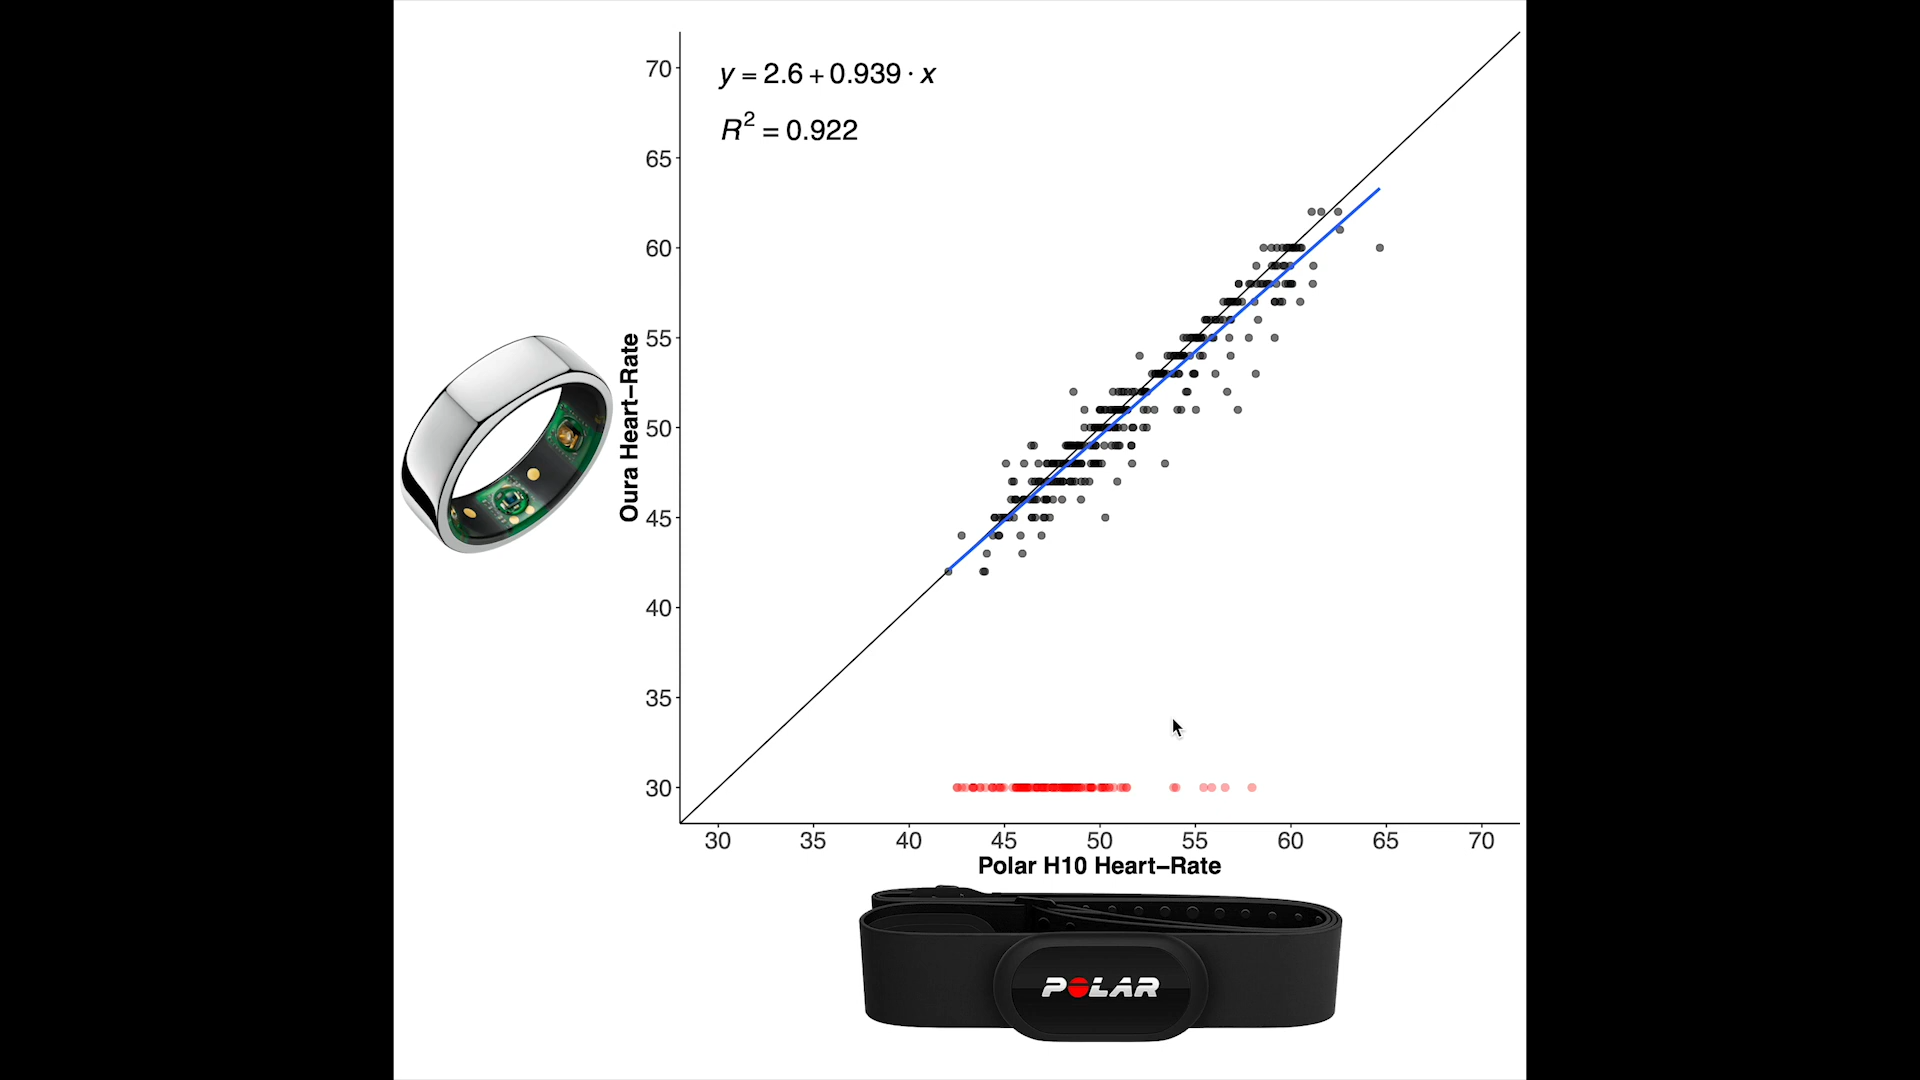 y = 2.6 + 0.939 · x
R² = 0.922
70
65
60
55
50
45
40
35
30
Oura Heart–Rate
30 35 40 45 50 55 60 65 70
Polar H10 Heart–Rate
POLAR